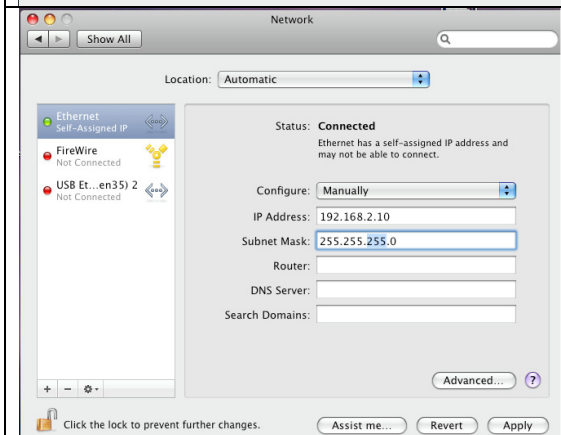 Network
Show All
Location: Automatic
Ethernet
Self-Assigned IP
FireWire
Not Connected
USB Et...en35) 2
Not Connected
Status: Connected
Ethernet has a self-assigned IP address and
may not be able to connect.
Configure: Manually
IP Address: 192.168.2.10
Subnet Mask: 255.255.255.0
Router:
DNS Server:
Search Domains:
Advanced... ?
Click the lock to prevent further changes.
Assist me... Revert Apply